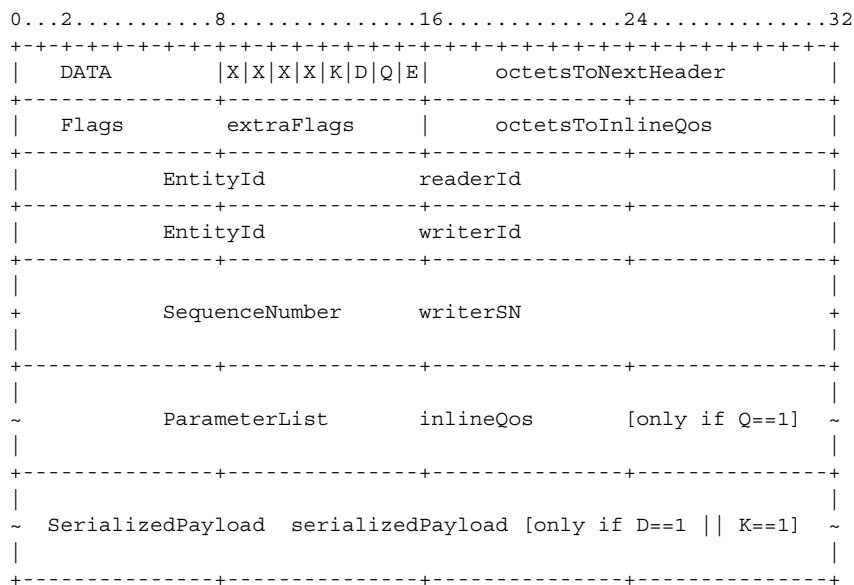 0...2...........8...............16..............24..............32
+-+-+-+-+-+-+-+-+-+-+-+-+-+-+-+-+-+-+-+-+-+-+-+-+-+-+-+-+-+-+-+-+
|   DATA        |X|X|X|X|K|D|Q|E|     octetsToNextHeader        |
+---------------+---------------+---------------+---------------+
|   Flags        extraFlags     |     octetsToInlineQos         |
+---------------+---------------+---------------+---------------+
|           EntityId            readerId                        |
+---------------+---------------+---------------+---------------+
|           EntityId            writerId                        |
+---------------+---------------+---------------+---------------+
|                                                               |
+           SequenceNumber      writerSN                        +
|                                                               |
+---------------+---------------+---------------+---------------+
|                                                               |
~           ParameterList       inlineQos       [only if Q==1]  ~
|                                                               |
+---------------+---------------+---------------+---------------+
|                                                               |
~  SerializedPayload  serializedPayload [only if D==1 || K==1]  ~
|                                                               |
+---------------+---------------+---------------+---------------+